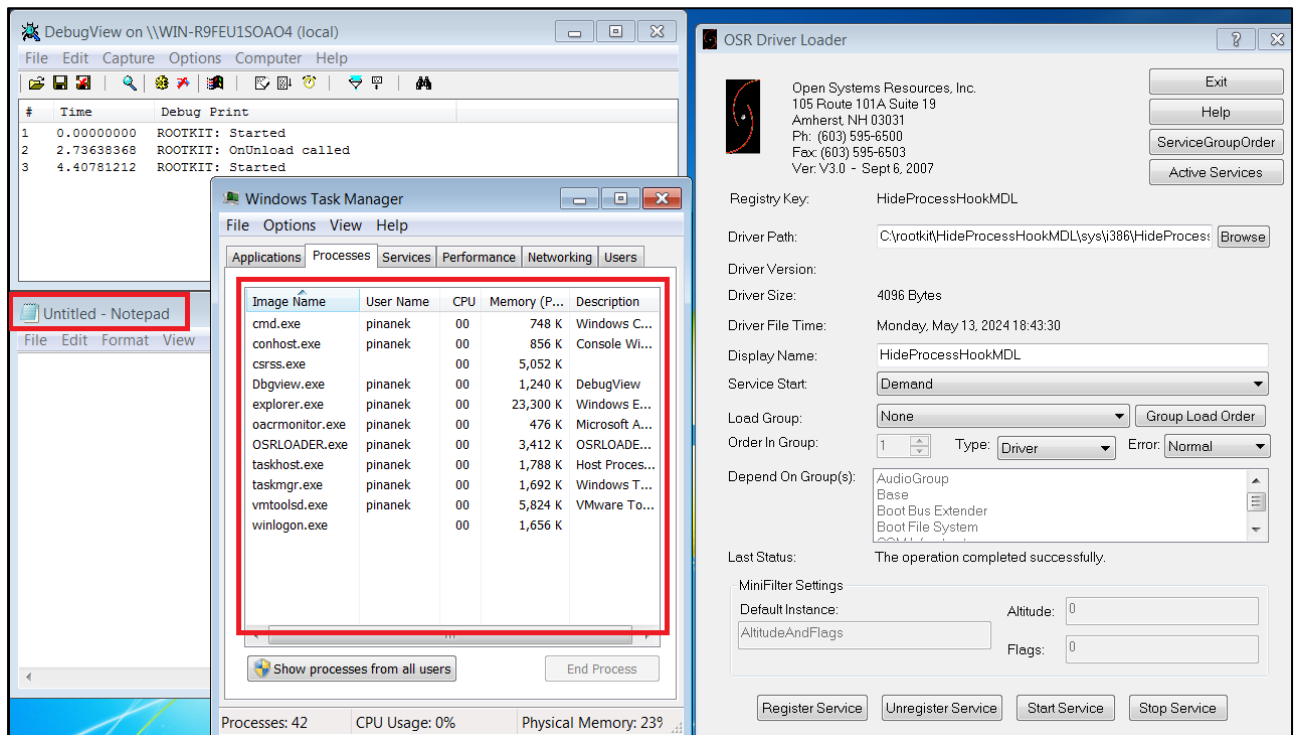 DebugView on \\WIN-R9FEU1SOAO4 (local)
File Edit Capture Options Computer Help
# Time Debug Print
1 0.00000000 ROOTKIT: Started
2 2.73638368 ROOTKIT: OnUnload called
3 4.40781212 ROOTKIT: Started
Untitled - Notepad
File Edit Format View
Windows Task Manager
File Options View Help
Applications Processes Services Performance Networking Users
Image Name User Name CPU Memory (P... Description
cmd.exe pinanek 00 748 K Windows C...
conhost.exe pinanek 00 856 K Console Wi...
csrss.exe 00 5,052 K
Dbgview.exe pinanek 00 1,240 K DebugView
explorer.exe pinanek 00 23,300 K Windows E...
oacrmonitor.exe pinanek 00 476 K Microsoft A...
OSRLOADER.exe pinanek 00 3,412 K OSRLOADE...
taskhost.exe pinanek 00 1,788 K Host Proces...
taskmgr.exe pinanek 00 1,692 K Windows T...
vmtoolsd.exe pinanek 00 5,824 K VMware To...
winlogon.exe 00 1,656 K
Show processes from all users End Process
Processes: 42 CPU Usage: 0% Physical Memory: 23%
OSR Driver Loader
Open Systems Resources, Inc.
105 Route 101A Suite 19
Amherst, NH 03031
Ph: (603) 595-6500
Fax: (603) 595-6503
Ver: V3.0 - Sept 6, 2007
Exit
Help
ServiceGroupOrder
Active Services
Registry Key: HideProcessHookMDL
Driver Path: C:\rootkit\HideProcessHookMDL\sys\i386\HideProcess Browse
Driver Version:
Driver Size: 4096 Bytes
Driver File Time: Monday, May 13, 2024 18:43:30
Display Name: HideProcessHookMDL
Service Start: Demand
Load Group: None Group Load Order
Order In Group: 1 Type: Driver Error: Normal
Depend On Group(s): AudioGroup
Base
Boot Bus Extender
Boot File System
Last Status: The operation completed successfully.
MiniFilter Settings
Default Instance: Altitude: 0
AltitudeAndFlags
Flags: 0
Register Service Unregister Service Start Service Stop Service